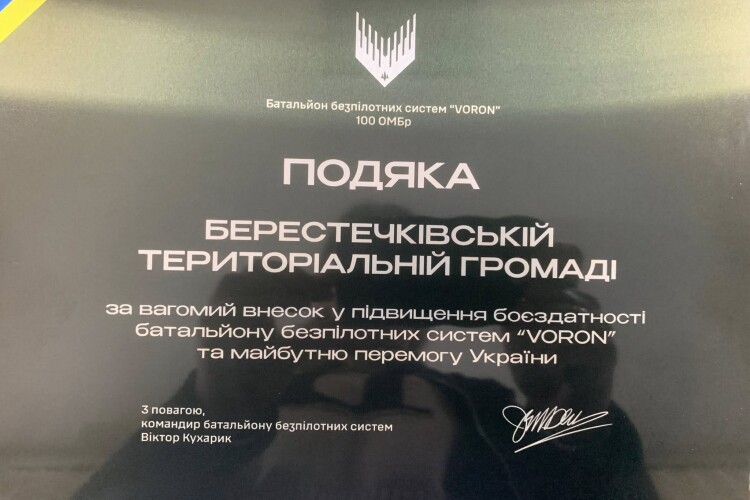 Батальйон безпілотних систем "VORON"
100 ОМБр
ПОДЯКА
БЕРЕСТЕЧКІВСЬКІЙ
ТЕРИТОРІАЛЬНІЙ ГРОМАДІ
за вагомий внесок у підвищення боєздатності
батальйону безпілотних систем "VORON"
та майбутню перемогу України
З повагою,
командир батальйону безпілотних систем
Віктор Кухарик